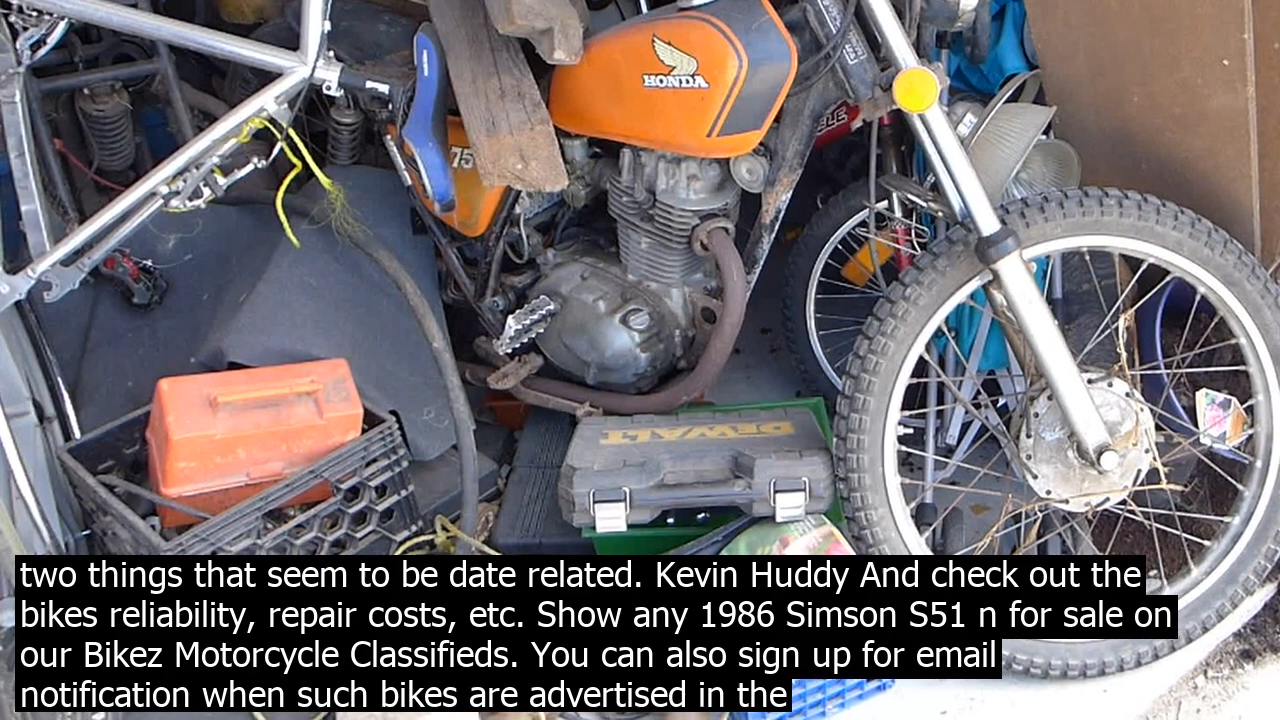 HONDA
75
DEWALT
two things that seem to be date related. Kevin Huddy And check out the
bikes reliability, repair costs, etc. Show any 1986 Simson S51 n for sale on
our Bikez Motorcycle Classifieds. You can also sign up for email
notification when such bikes are advertised in the